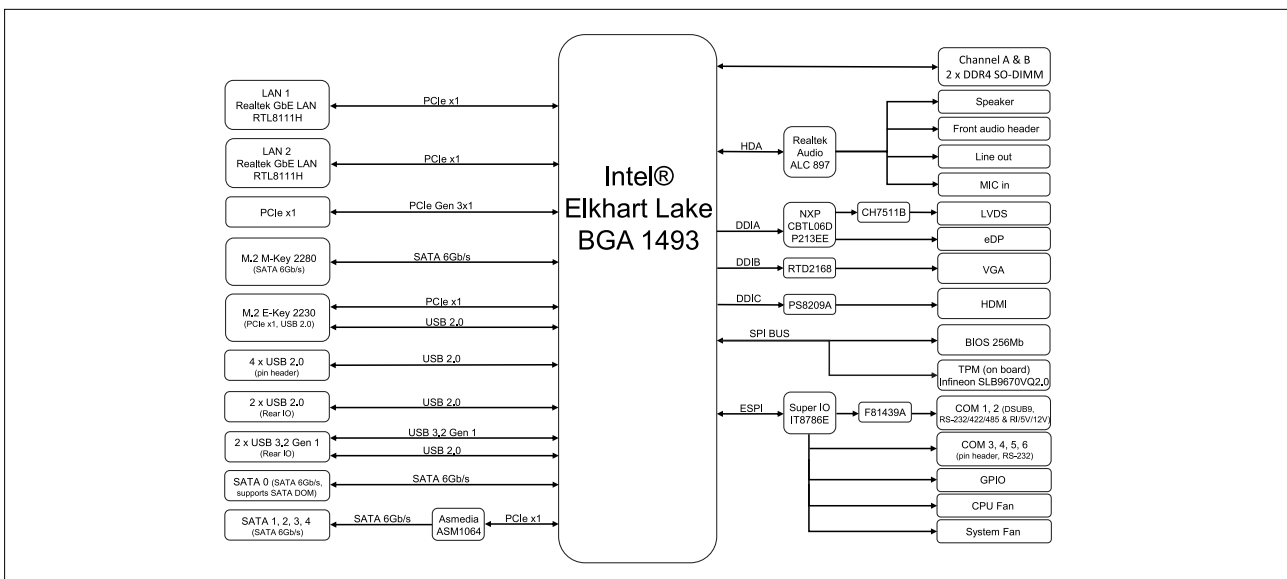 LAN 1
Realtek GbE LAN
RTL8111H
PCIe x1
LAN 2
Realtek GbE LAN
RTL8111H
PCIe x1
PCIe x1
PCIe Gen 3x1
M.2 M-Key 2280
(SATA 6Gb/s)
SATA 6Gb/s
M.2 E-Key 2230
(PCIe x1, USB 2.0)
PCIe x1
USB 2.0
4 x USB 2.0
(pin header)
USB 2.0
2 x USB 2.0
(Rear IO)
USB 2.0
2 x USB 3.2 Gen 1
(Rear IO)
USB 3.2 Gen 1
USB 2.0
SATA 0 (SATA 6Gb/s,
supports SATA DOM)
SATA 6Gb/s
SATA 1, 2, 3, 4
(SATA 6Gb/s)
SATA 6Gb/s
Asmedia
ASM1064
PCIe x1
Intel®
Elkhart Lake
BGA 1493
Channel A & B
2 x DDR4 SO-DIMM
HDA
Realtek
Audio
ALC 897
Speaker
Front audio header
Line out
MIC in
DDIA
NXP
CBTL06D
P213EE
CH7511B
LVDS
eDP
DDIB
RTD2168
VGA
DDIC
PS8209A
HDMI
SPI BUS
BIOS 256Mb
TPM (on board)
Infineon SLB9670VQ2.0
ESPI
Super IO
IT8786E
F81439A
COM 1, 2 (DSUB9,
RS-232/422/485 & RI/5V/12V)
COM 3, 4, 5, 6
(pin header, RS-232)
GPIO
CPU Fan
System Fan